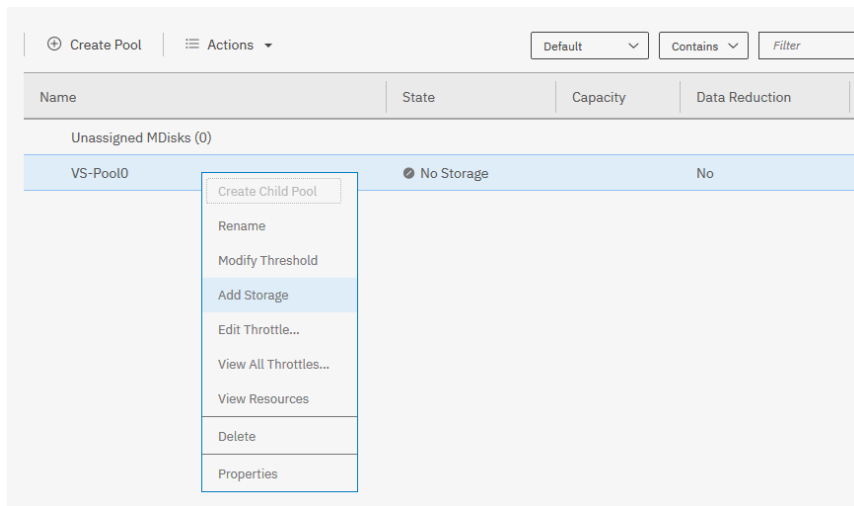 Create Pool Actions Default Contains Filter
Name State Capacity Data Reduction
Unassigned MDisks (0)
VS-Pool0 No Storage No
Create Child Pool
Rename
Modify Threshold
Add Storage
Edit Throttle...
View All Throttles...
View Resources
Delete
Properties